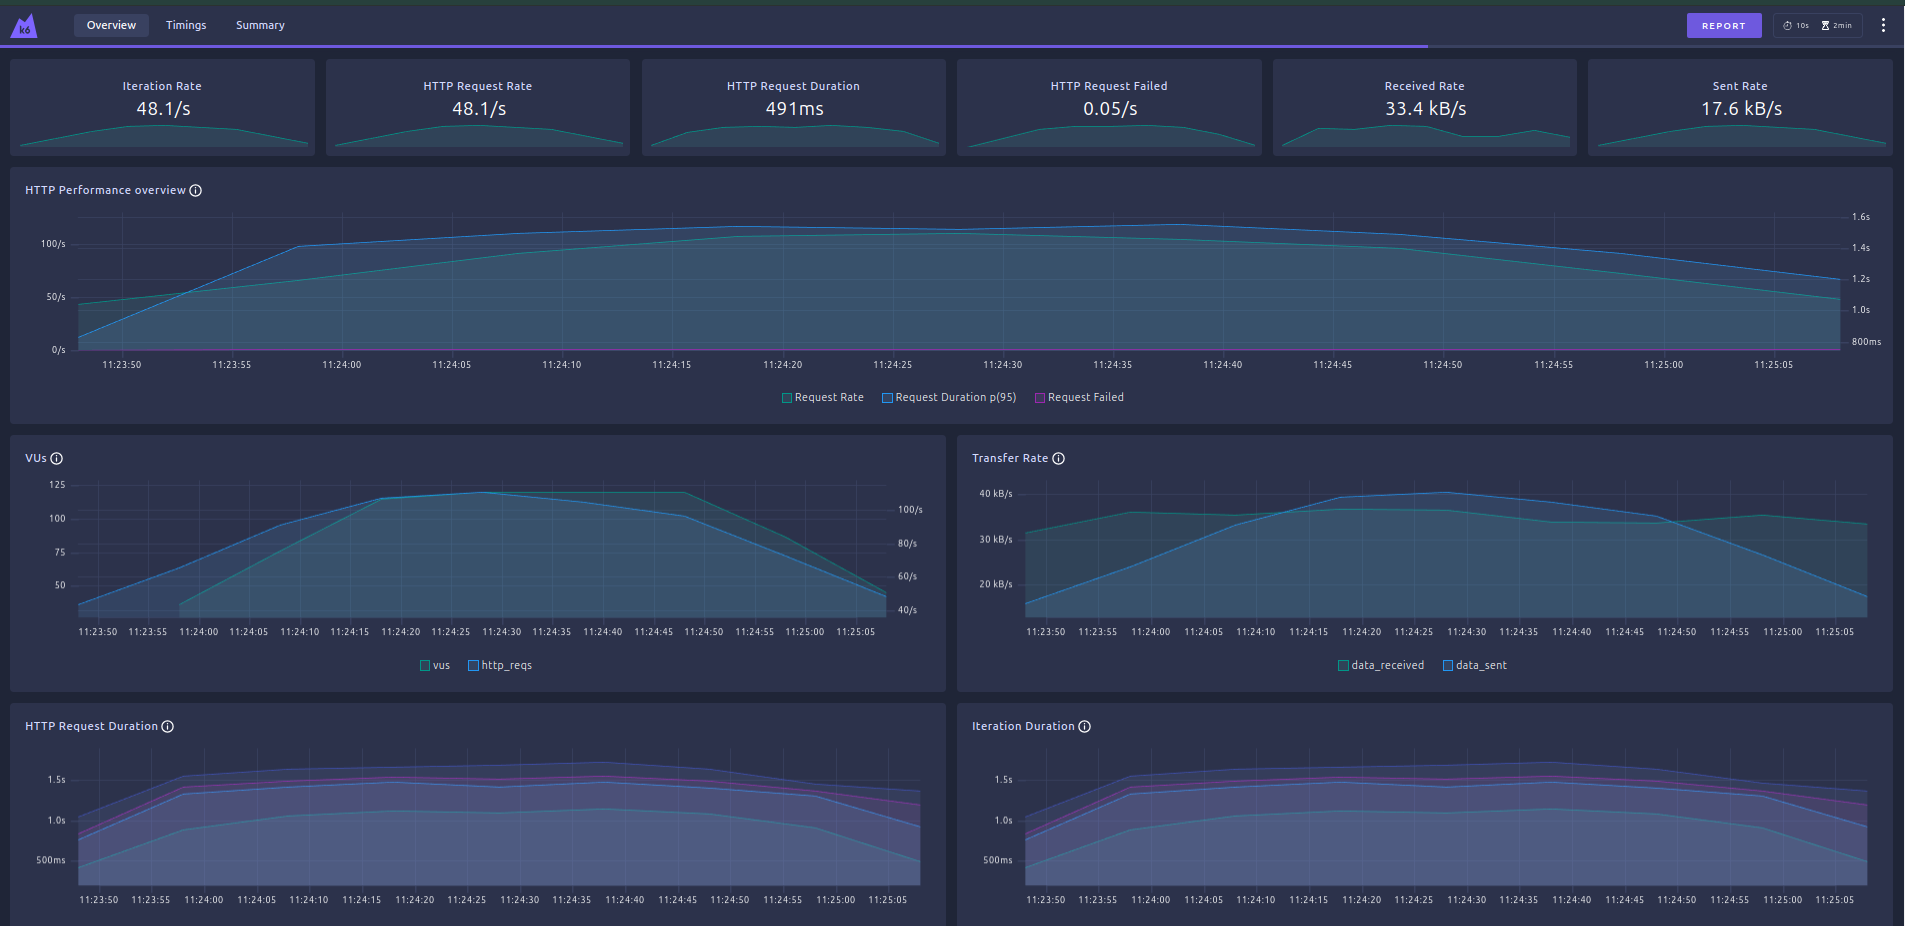 k6
Overview Timings Summary REPORT 10s 2min
Iteration Rate
48.1/s
HTTP Request Rate
48.1/s
HTTP Request Duration
491ms
HTTP Request Failed
0.05/s
Received Rate
33.4 kB/s
Sent Rate
17.6 kB/s
HTTP Performance overview
100/s
50/s
0/s
1.6s
1.4s
1.2s
1.0s
800ms
11:23:50 11:23:55 11:24:00 11:24:05 11:24:10 11:24:15 11:24:20 11:24:25 11:24:30 11:24:35 11:24:40 11:24:45 11:24:50 11:24:55 11:25:00 11:25:05
Request Rate Request Duration p(95) Request Failed
VUs
125
100
75
50
100/s
80/s
60/s
40/s
11:23:50 11:23:55 11:24:00 11:24:05 11:24:10 11:24:15 11:24:20 11:24:25 11:24:30 11:24:35 11:24:40 11:24:45 11:24:50 11:24:55 11:25:00 11:25:05
vus http_reqs
Transfer Rate
40 kB/s
30 kB/s
20 kB/s
11:23:50 11:23:55 11:24:00 11:24:05 11:24:10 11:24:15 11:24:20 11:24:25 11:24:30 11:24:35 11:24:40 11:24:45 11:24:50 11:24:55 11:25:00 11:25:05
data_received data_sent
HTTP Request Duration
1.5s
1.0s
500ms
11:23:50 11:23:55 11:24:00 11:24:05 11:24:10 11:24:15 11:24:20 11:24:25 11:24:30 11:24:35 11:24:40 11:24:45 11:24:50 11:24:55 11:25:00 11:25:05
Iteration Duration
1.5s
1.0s
500ms
11:23:50 11:23:55 11:24:00 11:24:05 11:24:10 11:24:15 11:24:20 11:24:25 11:24:30 11:24:35 11:24:40 11:24:45 11:24:50 11:24:55 11:25:00 11:25:05